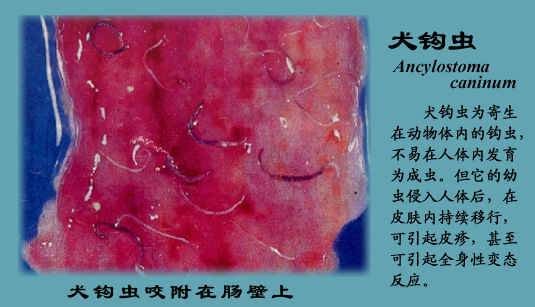 犬钩虫
Ancylostoma
caninum
犬钩虫为寄生
在动物体内的钩虫，
不易在人体内发育
为成虫。但它的幼
虫侵入人体后，在
皮肤内持续移行，
可引起皮疹，甚至
可引起全身性变态
反应。
犬钩虫咬附在肠壁上